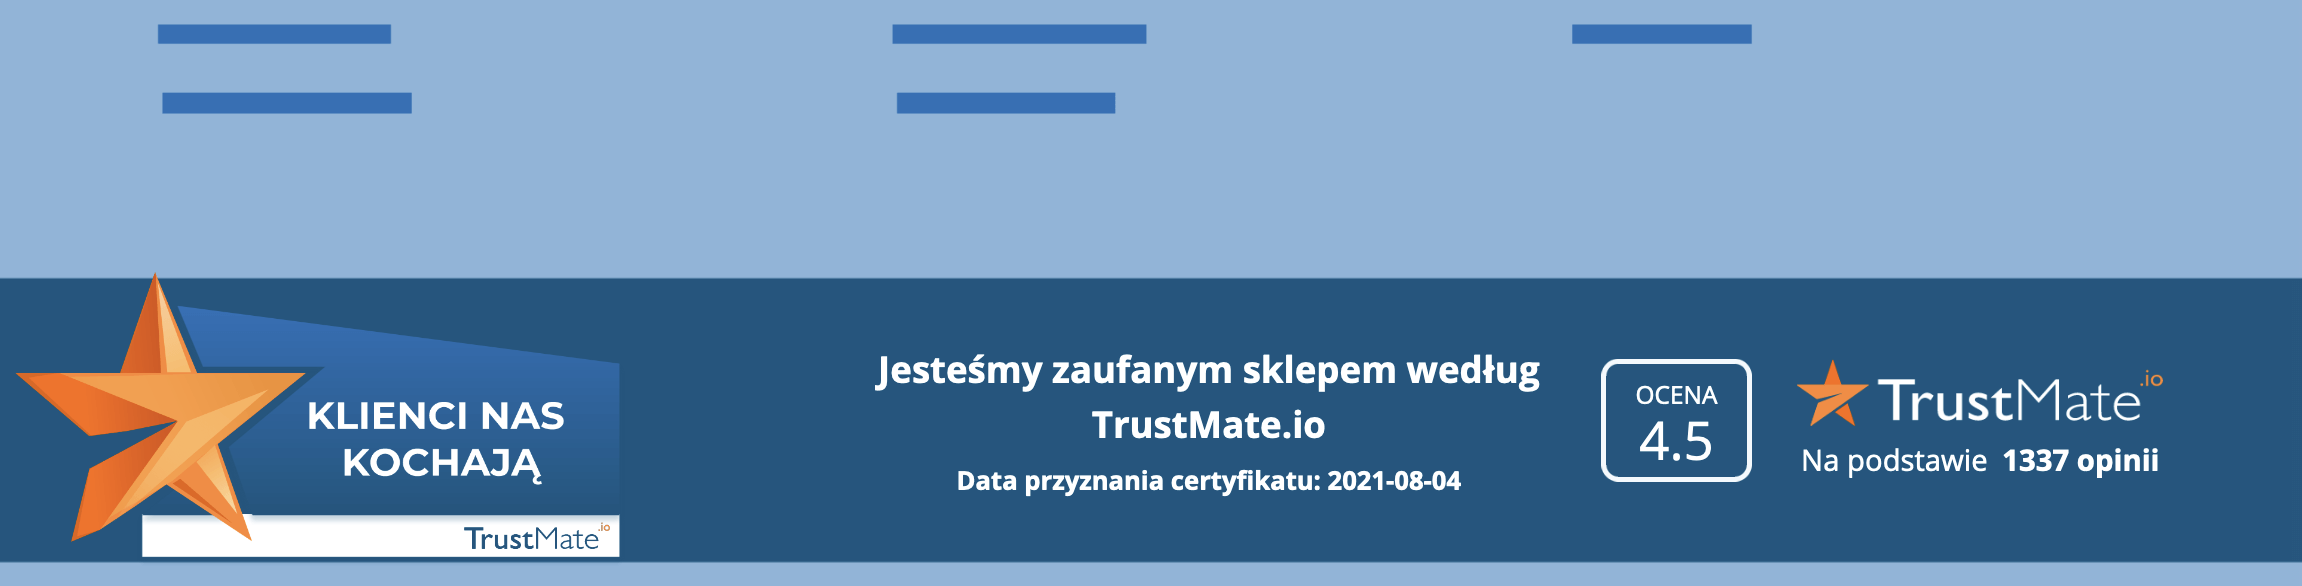 KLIENCI NAS
KOCHAJĄ
TrustMate.io
Jesteśmy zaufanym sklepem według
TrustMate.io
Data przyznania certyfikatu: 2021-08-04
OCENA
4.5
TrustMate.io
Na podstawie 1337 opinii